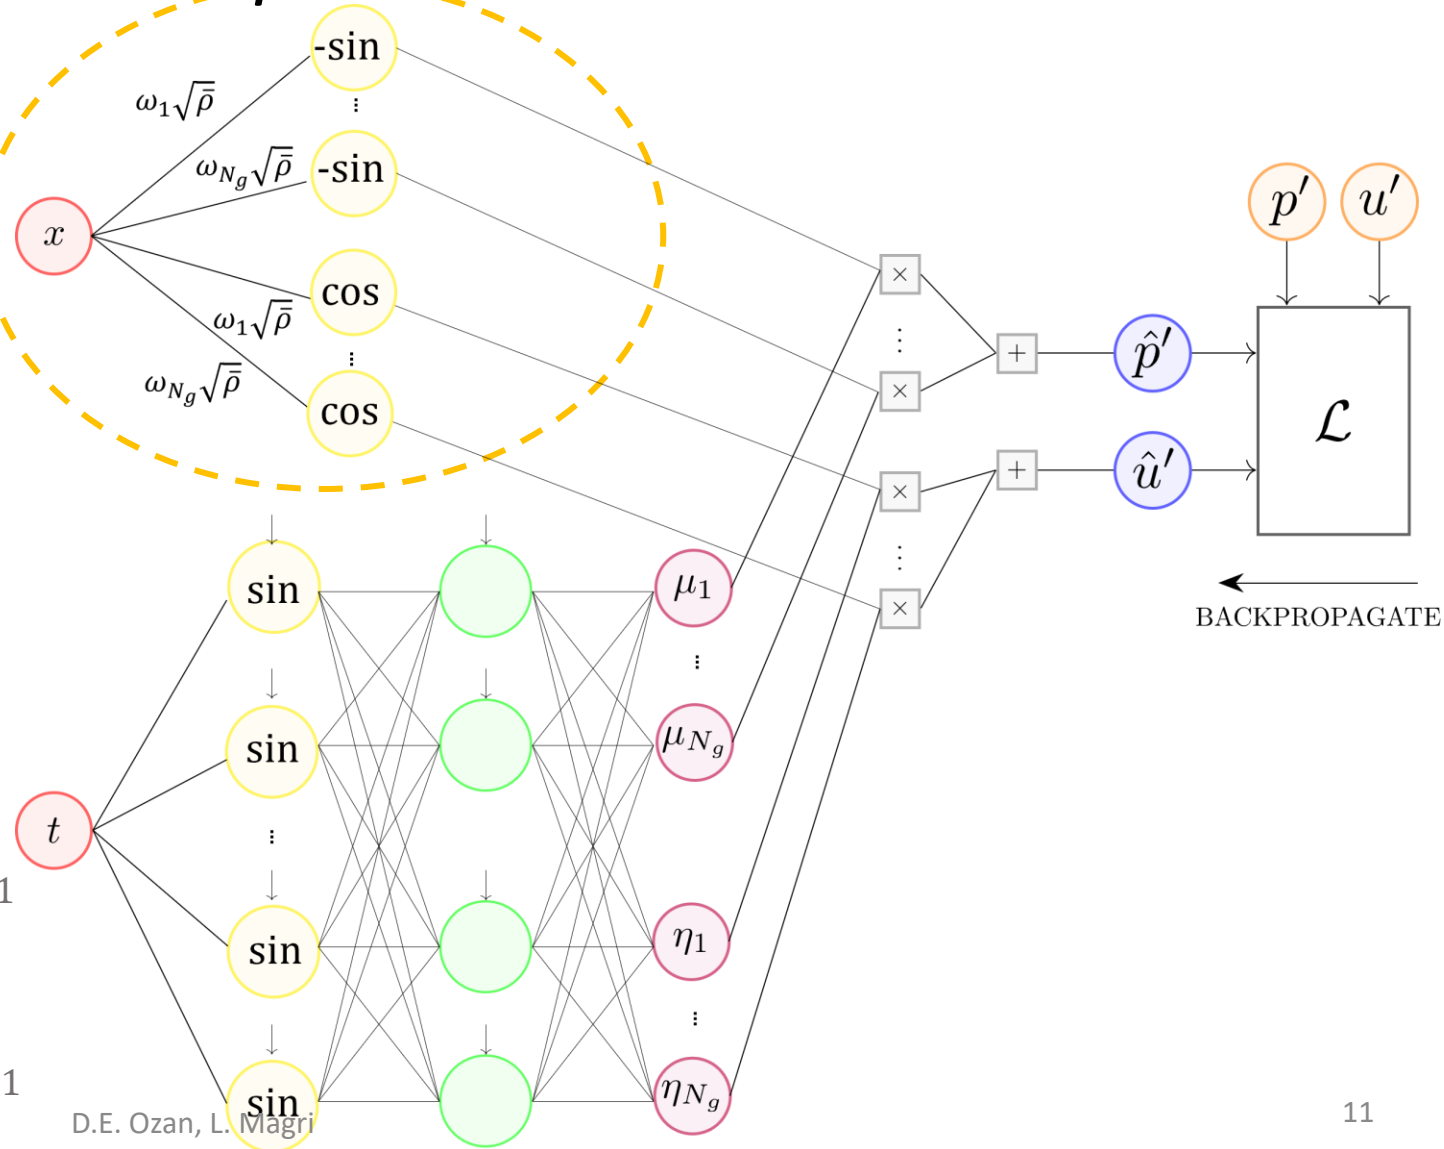 -sin
ω₁√ρ̄
⋮
ω_{N_g}√ρ̄
-sin
x
cos
ω₁√ρ̄
⋮
ω_{N_g}√ρ̄
cos
p′ u′
×
⋮
×
+
p̂′
ℒ
×
⋮
×
+
û′
BACKPROPAGATE
sin
μ₁
⋮
sin
μ_{N_g}
t
⋮
1
sin
η₁
⋮
1
sin
η_{N_g}
D.E. Ozan, L. Magri
11